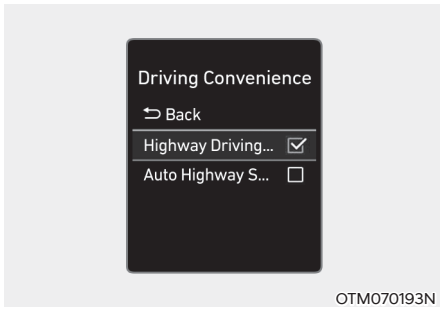 Driving Convenience
⮌ Back
Highway Driving...
Auto Highway S...
OTM070193N